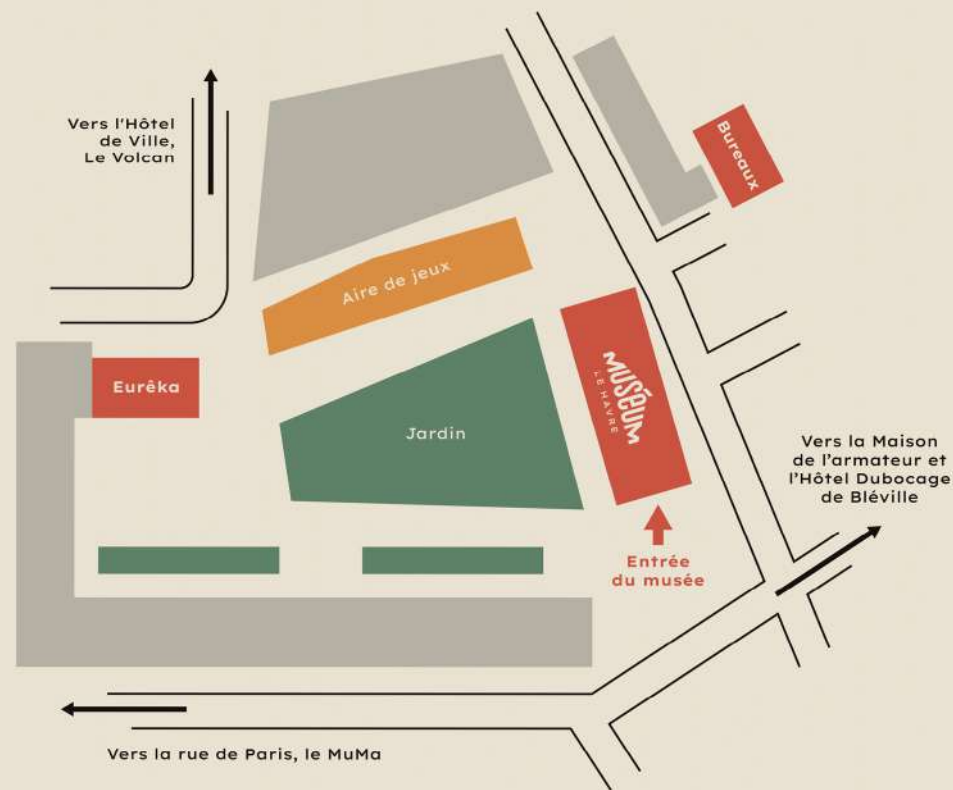 Vers l'Hôtel
de Ville,
Le Volcan
Bureaux
Aire de jeux
Eurêka
MUSéUM
LE HAVRE
Jardin
Vers la Maison
de l’armateur et
l’Hôtel Dubocage
de Bléville
Entrée
du musée
Vers la rue de Paris, le MuMa